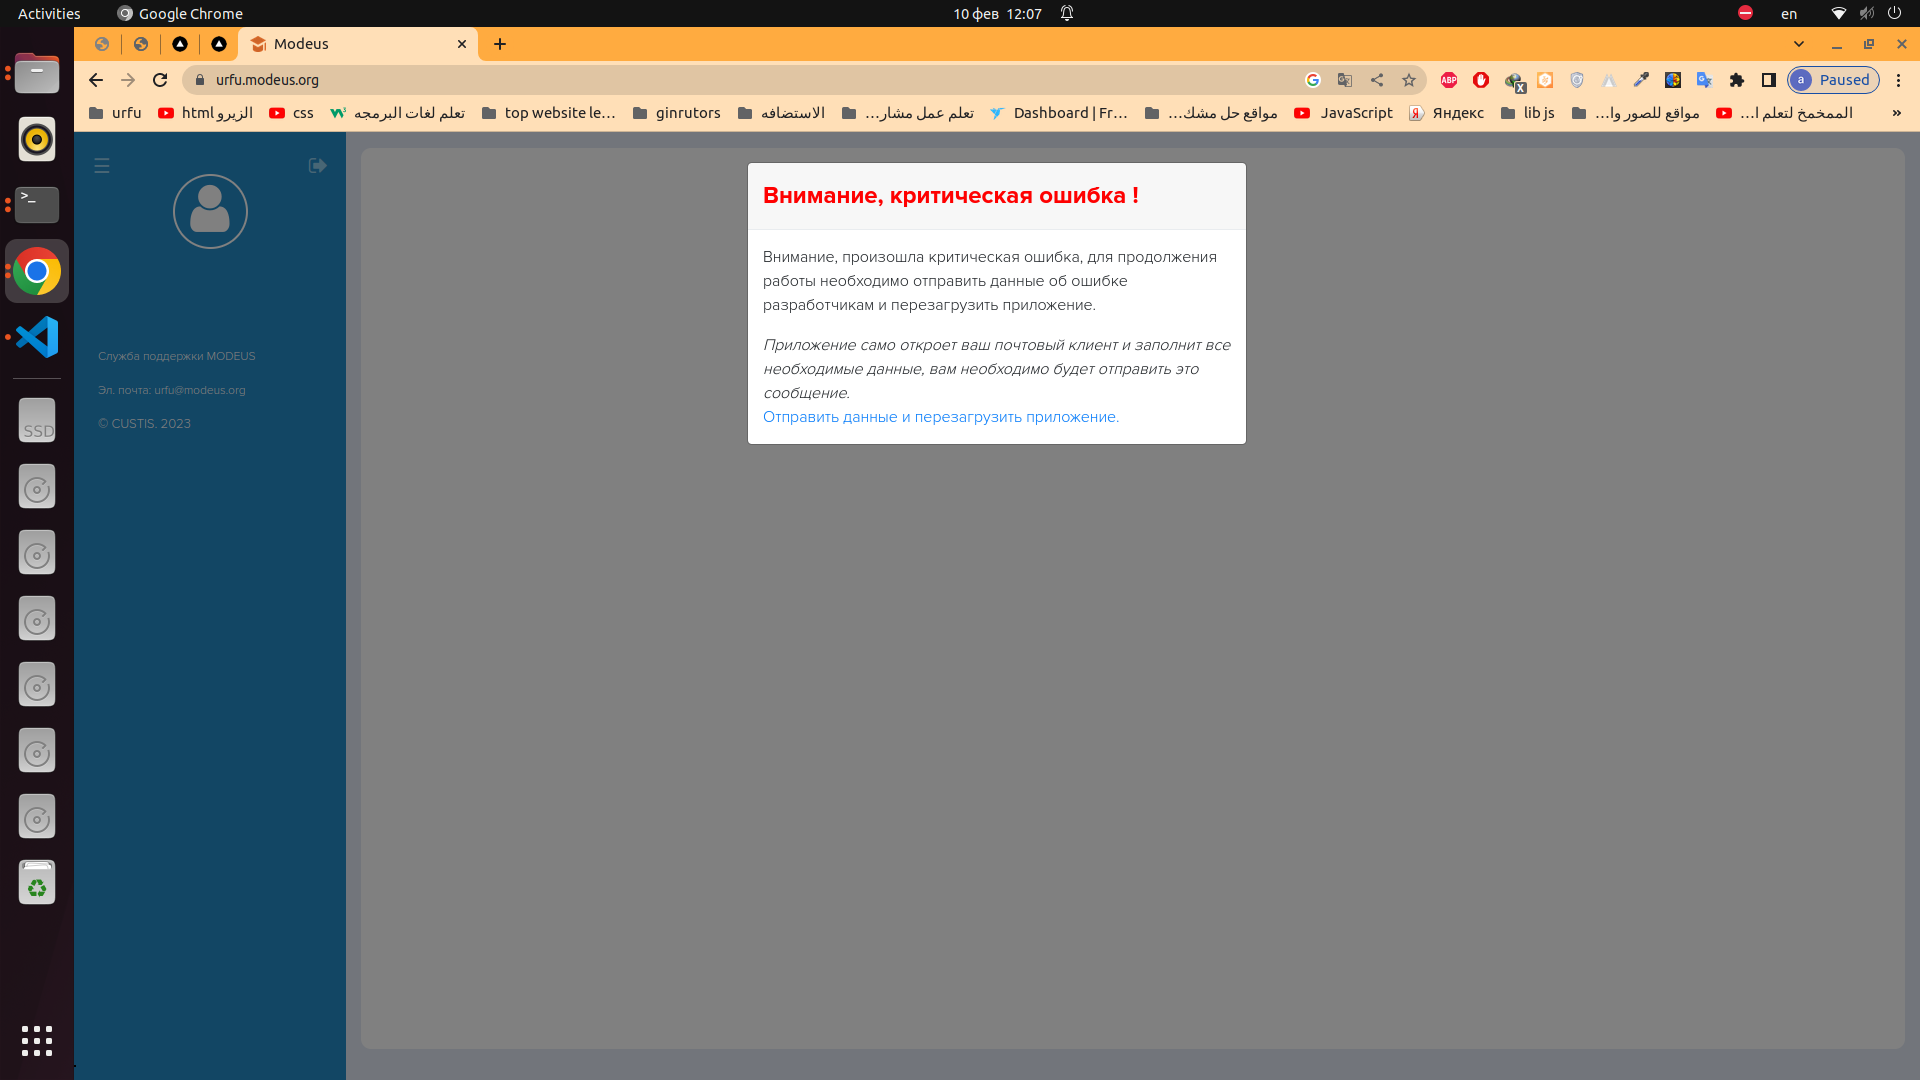 Activities
Google Chrome
10 фев 12:07
en
Modeus
urfu.modeus.org
ABP
X
a Paused
urfu
html الزيرو
css
تعلم لغات البرمجه
top website le...
ginrutors
الاستضافه
تعلم عمل مشار...
Dashboard | Fr...
مواقع حل مشك...
JavaScript
Яндекс
lib js
مواقع للصور وا...
الممخمخ لتعلم ا...
»
Внимание, критическая ошибка !
Внимание, произошла критическая ошибка, для продолжения
работы необходимо отправить данные об ошибке
разработчикам и перезагрузить приложение.
Приложение само откроет ваш почтовый клиент и заполнит все
необходимые данные, вам необходимо будет отправить это
сообщение.
Отправить данные и перезагрузить приложение.
Служба поддержки MODEUS
Эл. почта: urfu@modeus.org
© CUSTIS. 2023
SSD